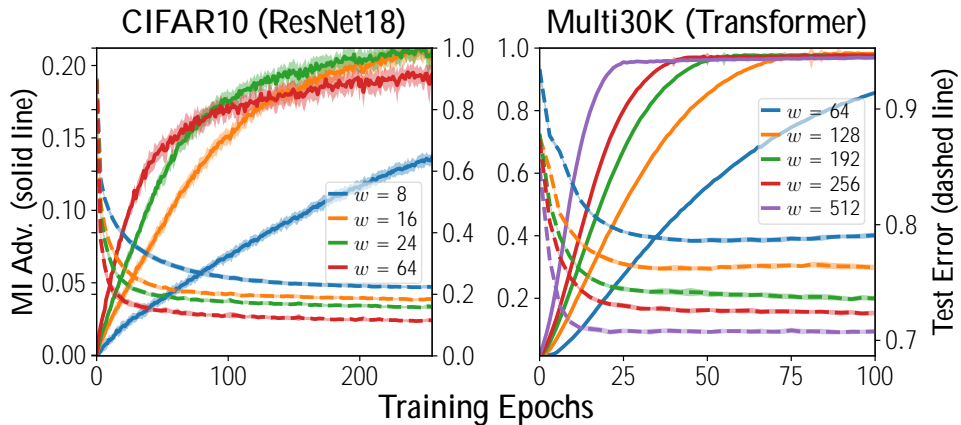 CIFAR10 (ResNet18)
Multi30K (Transformer)
MI Adv. (solid line)
0.20
0.15
0.10
0.05
0.00
1.0
0.8
0.6
0.4
0.2
0.0
w = 8
w = 16
w = 24
w = 64
0
100
200
1.0
0.8
0.6
0.4
0.2
w = 64
w = 128
w = 192
w = 256
w = 512
0.9
0.8
0.7
Test Error (dashed line)
0
25
50
75
100
Training Epochs